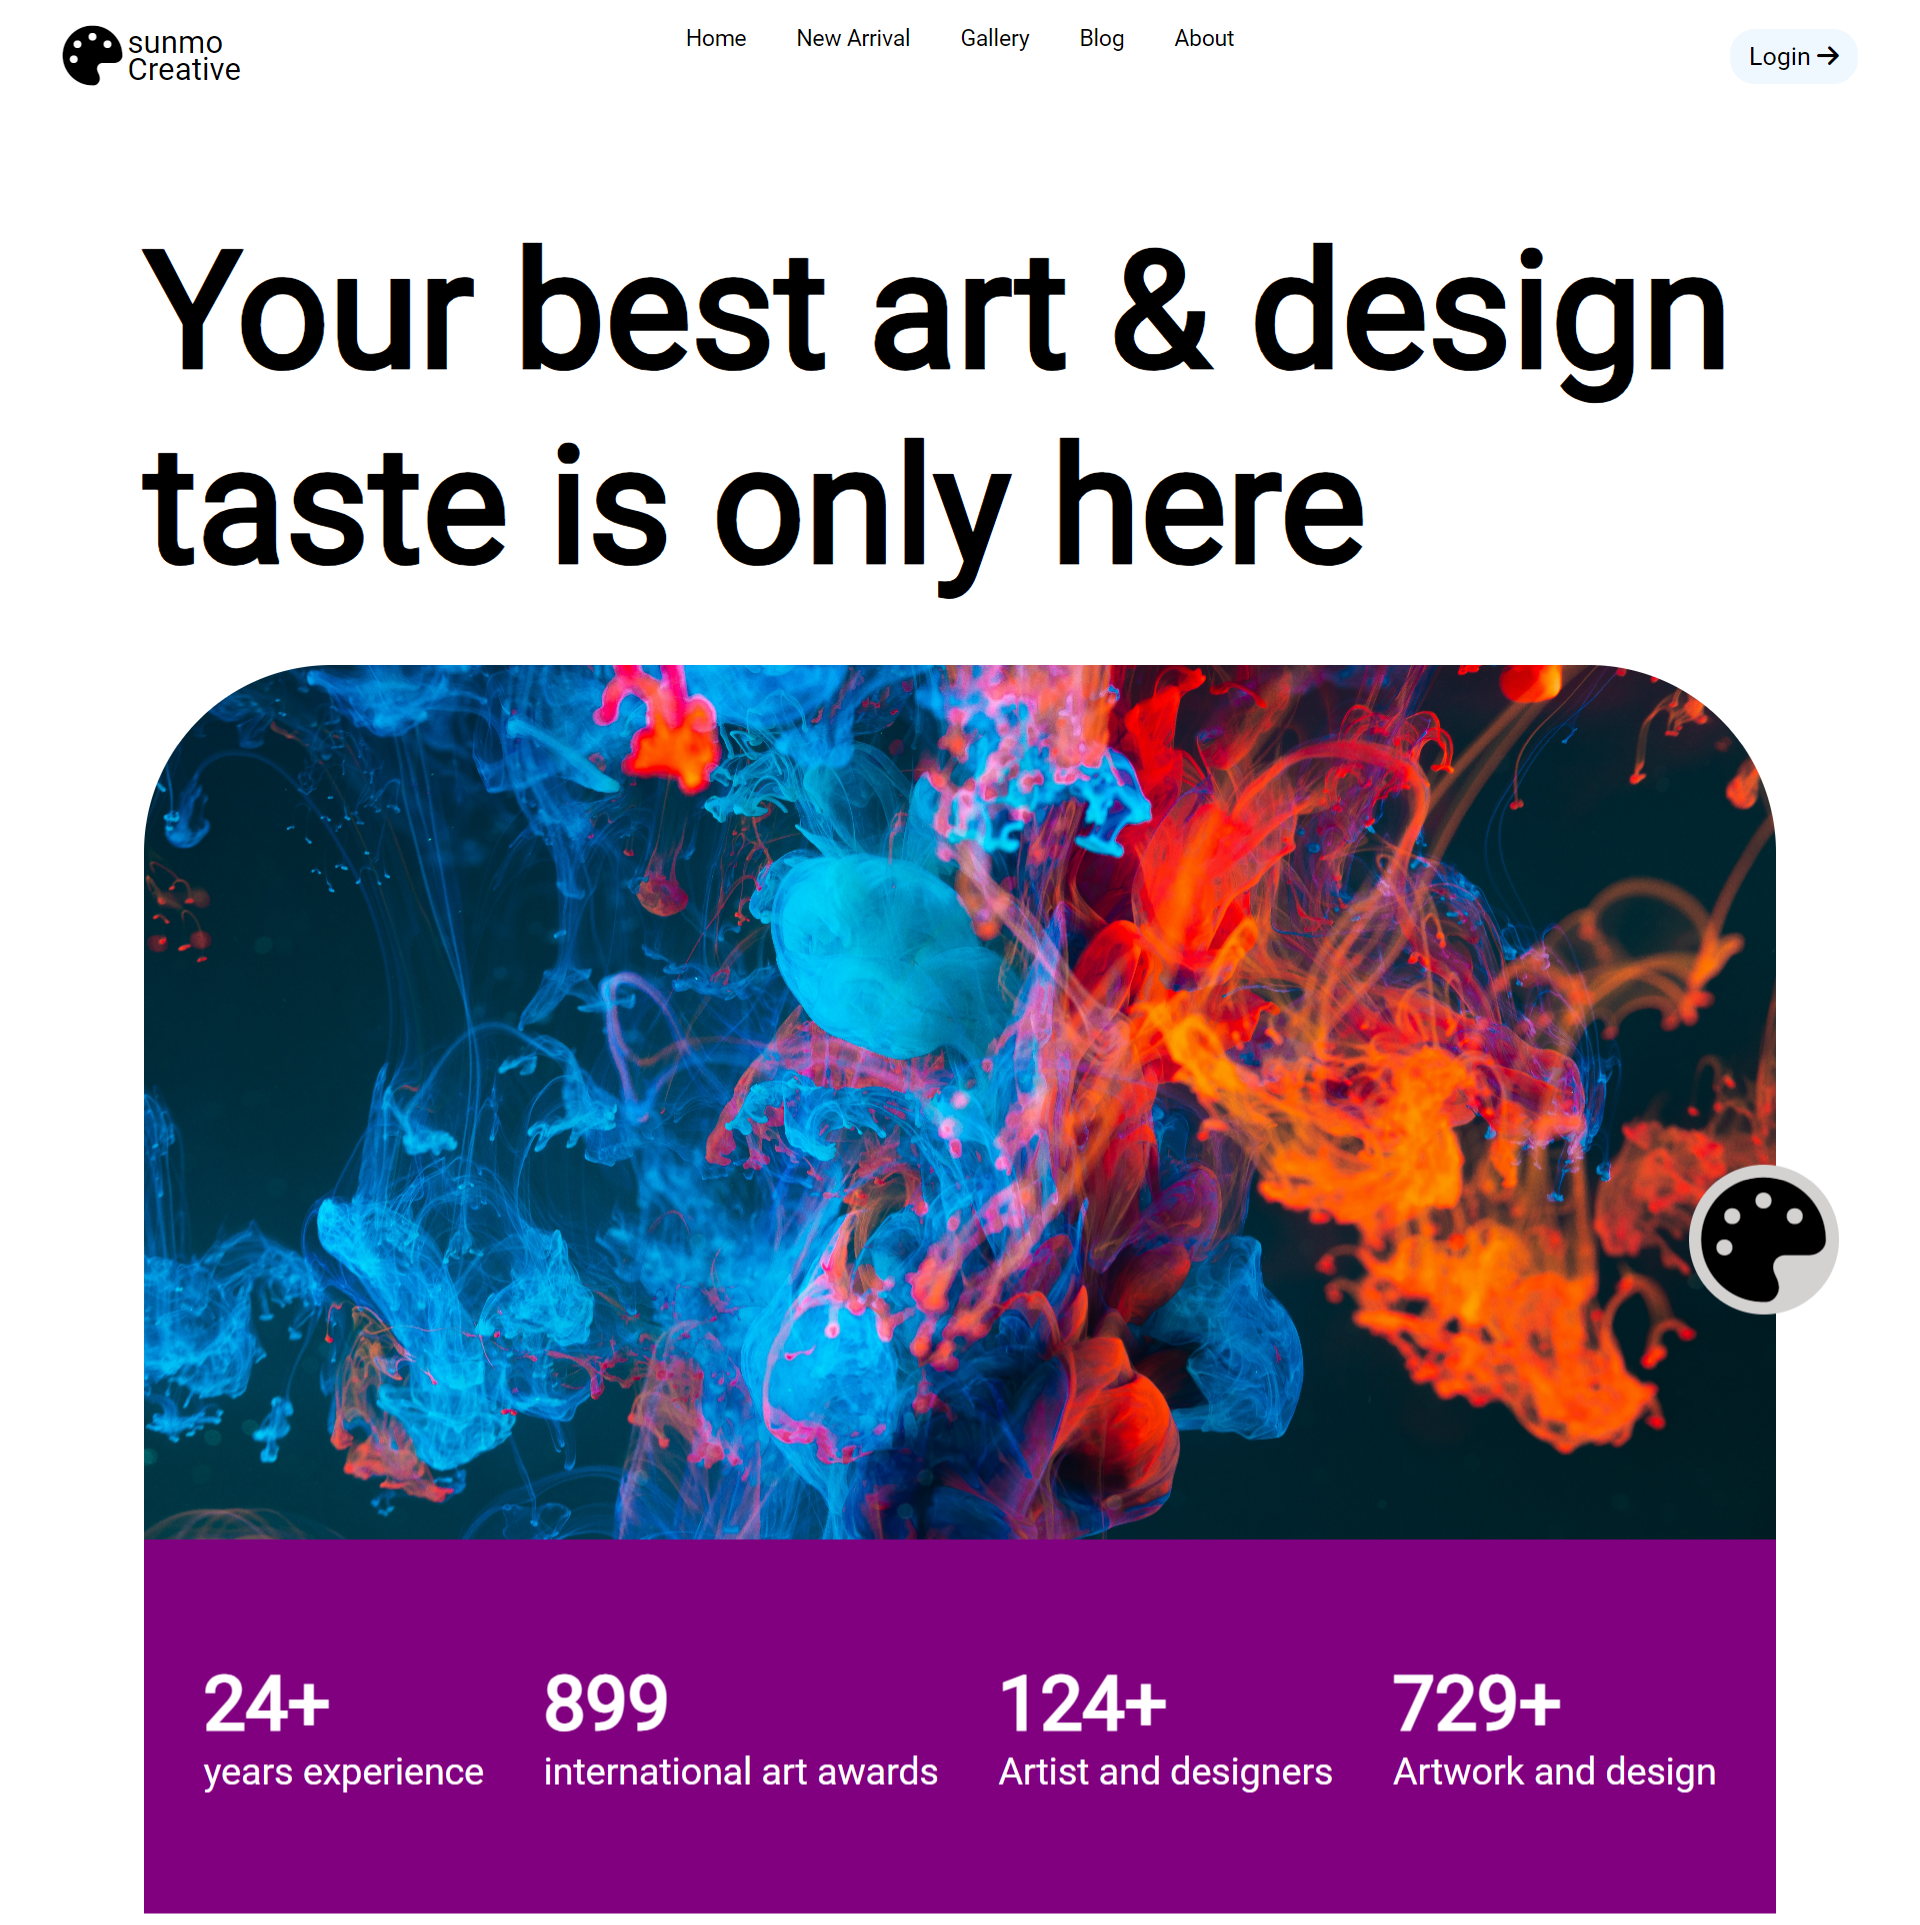 sunmo
Creative
Home New Arrival Gallery Blog About
Login
Your best art & design
taste is only here
24+
years experience
899
international art awards
124+
Artist and designers
729+
Artwork and design